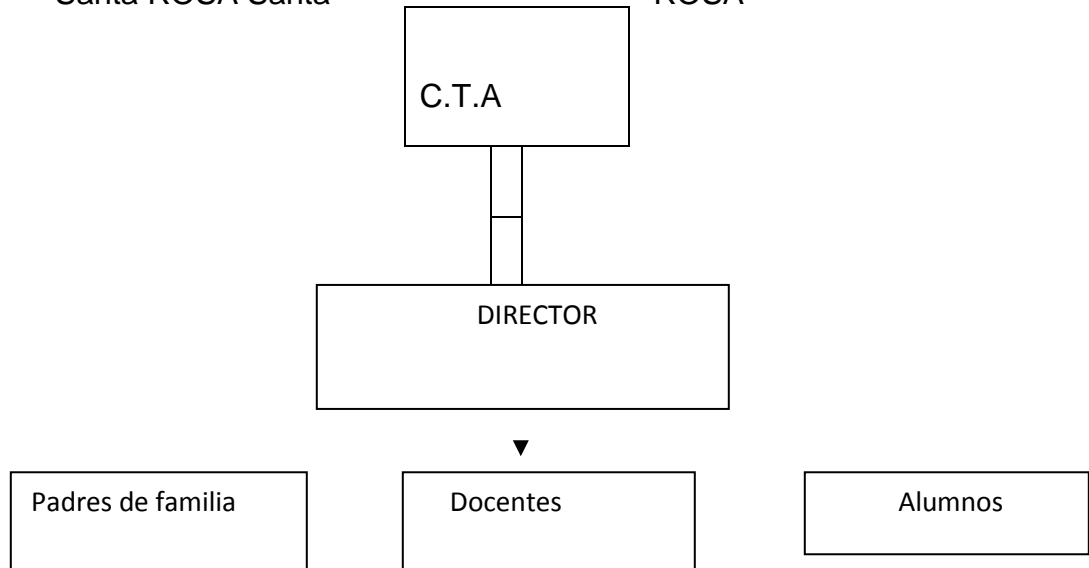 Santa ROSA Santa ROSA
C.T.A
DIRECTOR
Padres de familia
Docentes
Alumnos